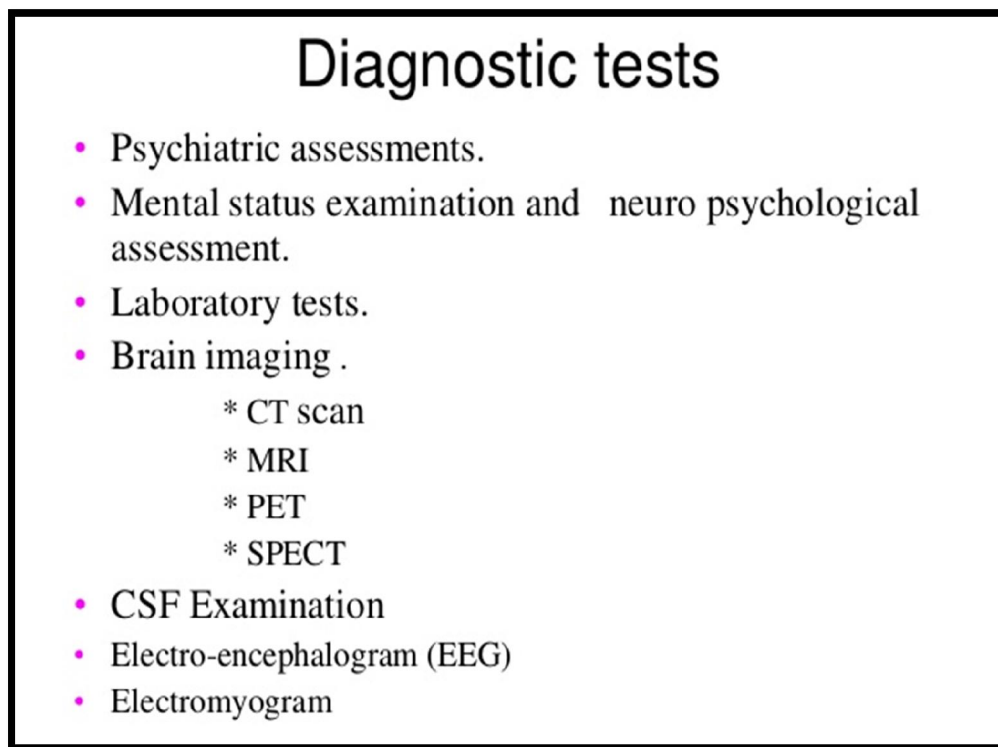 Diagnostic tests
• Psychiatric assessments.
• Mental status examination and neuro psychological
assessment.
• Laboratory tests.
• Brain imaging .
* CT scan
* MRI
* PET
* SPECT
• CSF Examination
• Electro-encephalogram (EEG)
• Electromyogram